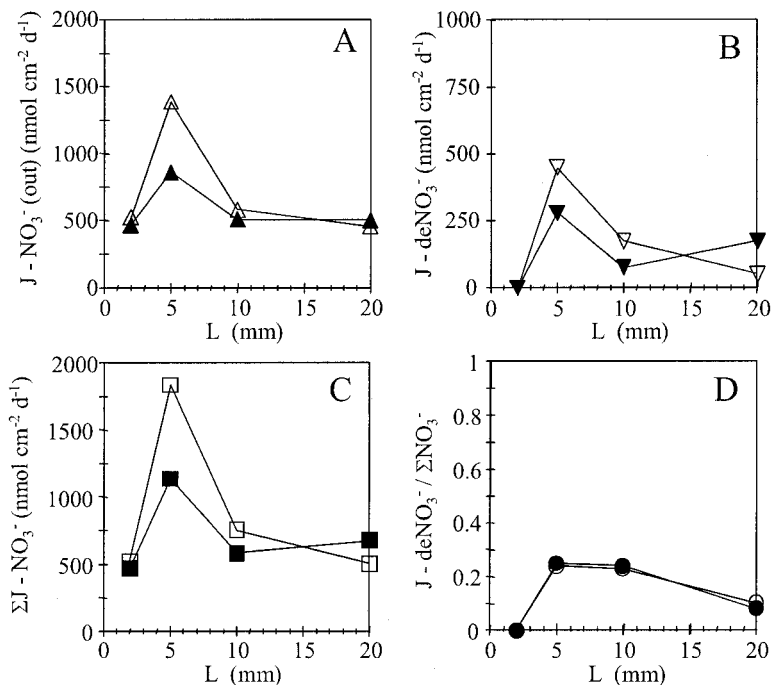 A
J - NO₃⁻ (out) (nmol cm⁻² d⁻¹)
2000
1500
1000
500
0
0 5 10 15 20
L (mm)
B
J - deNO₃⁻ (nmol cm⁻² d⁻¹)
1000
750
500
250
0
0 5 10 15 20
L (mm)
C
ΣJ - NO₃⁻ (nmol cm⁻² d⁻¹)
2000
1500
1000
500
0
0 5 10 15 20
L (mm)
D
J - deNO₃⁻ / ΣNO₃⁻
1
0.8
0.6
0.4
0.2
0
0 5 10 15 20
L (mm)